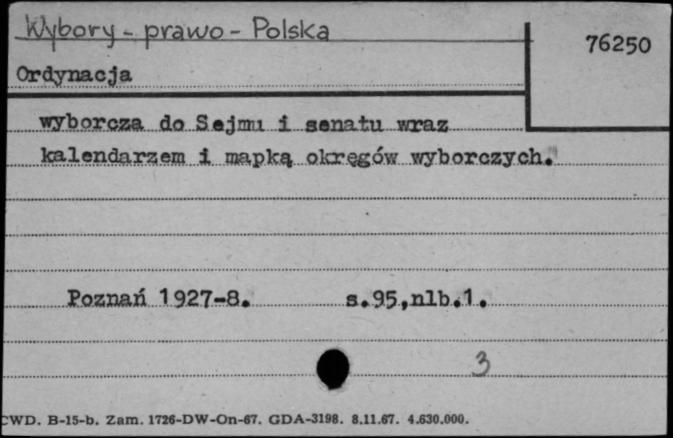 Wybory - prawo - Polska
76250
Ordynacja
wyborcza do Sejmu i senatu wraz
kalendarzem i mapką okręgów wyborczych.
Poznań 1927-8. s.95,nlb.1.
3
CWD. B-15-b. Zam. 1726-DW-On-67. GDA-3198. 8.11.67. 4.630.000.